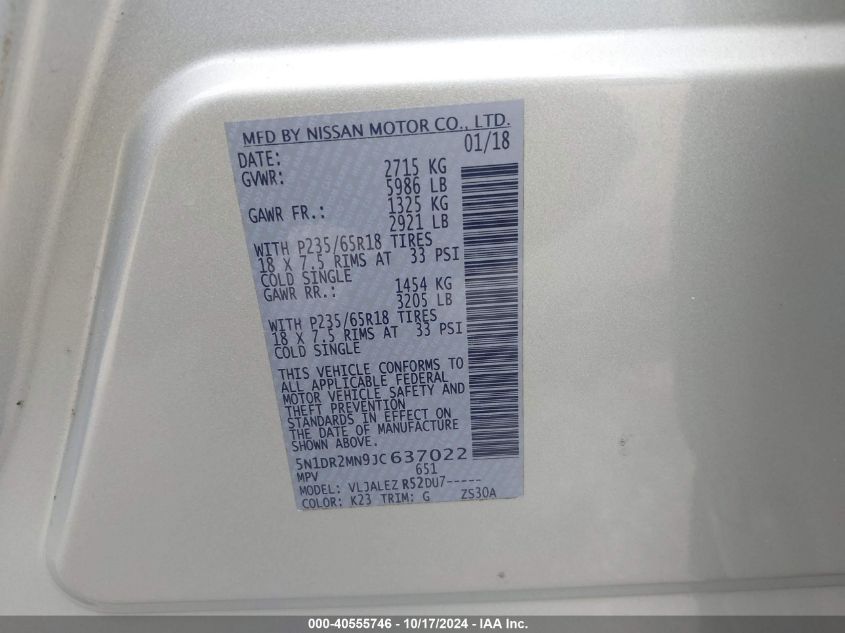 MFD BY NISSAN MOTOR CO., LTD.
DATE: 01/18
GVWR: 2715 KG
5986 LB
GAWR FR.: 1325 KG
2921 LB
WITH P235/65R18 TIRES
18 X 7.5 RIMS AT 33 PSI
COLD SINGLE
GAWR RR.: 1454 KG
3205 LB
WITH P235/65R18 TIRES
18 X 7.5 RIMS AT 33 PSI
COLD SINGLE
THIS VEHICLE CONFORMS TO
ALL APPLICABLE FEDERAL
MOTOR VEHICLE SAFETY AND
THEFT PREVENTION
STANDARDS IN EFFECT ON
THE DATE OF MANUFACTURE
SHOWN ABOVE.
5N1DR2MN9JC637022
MPV 651
MODEL: VLJALEZ R52DU7-----
COLOR: K23 TRIM: G ZS30A
000-40555746 - 10/17/2024 - IAA Inc.